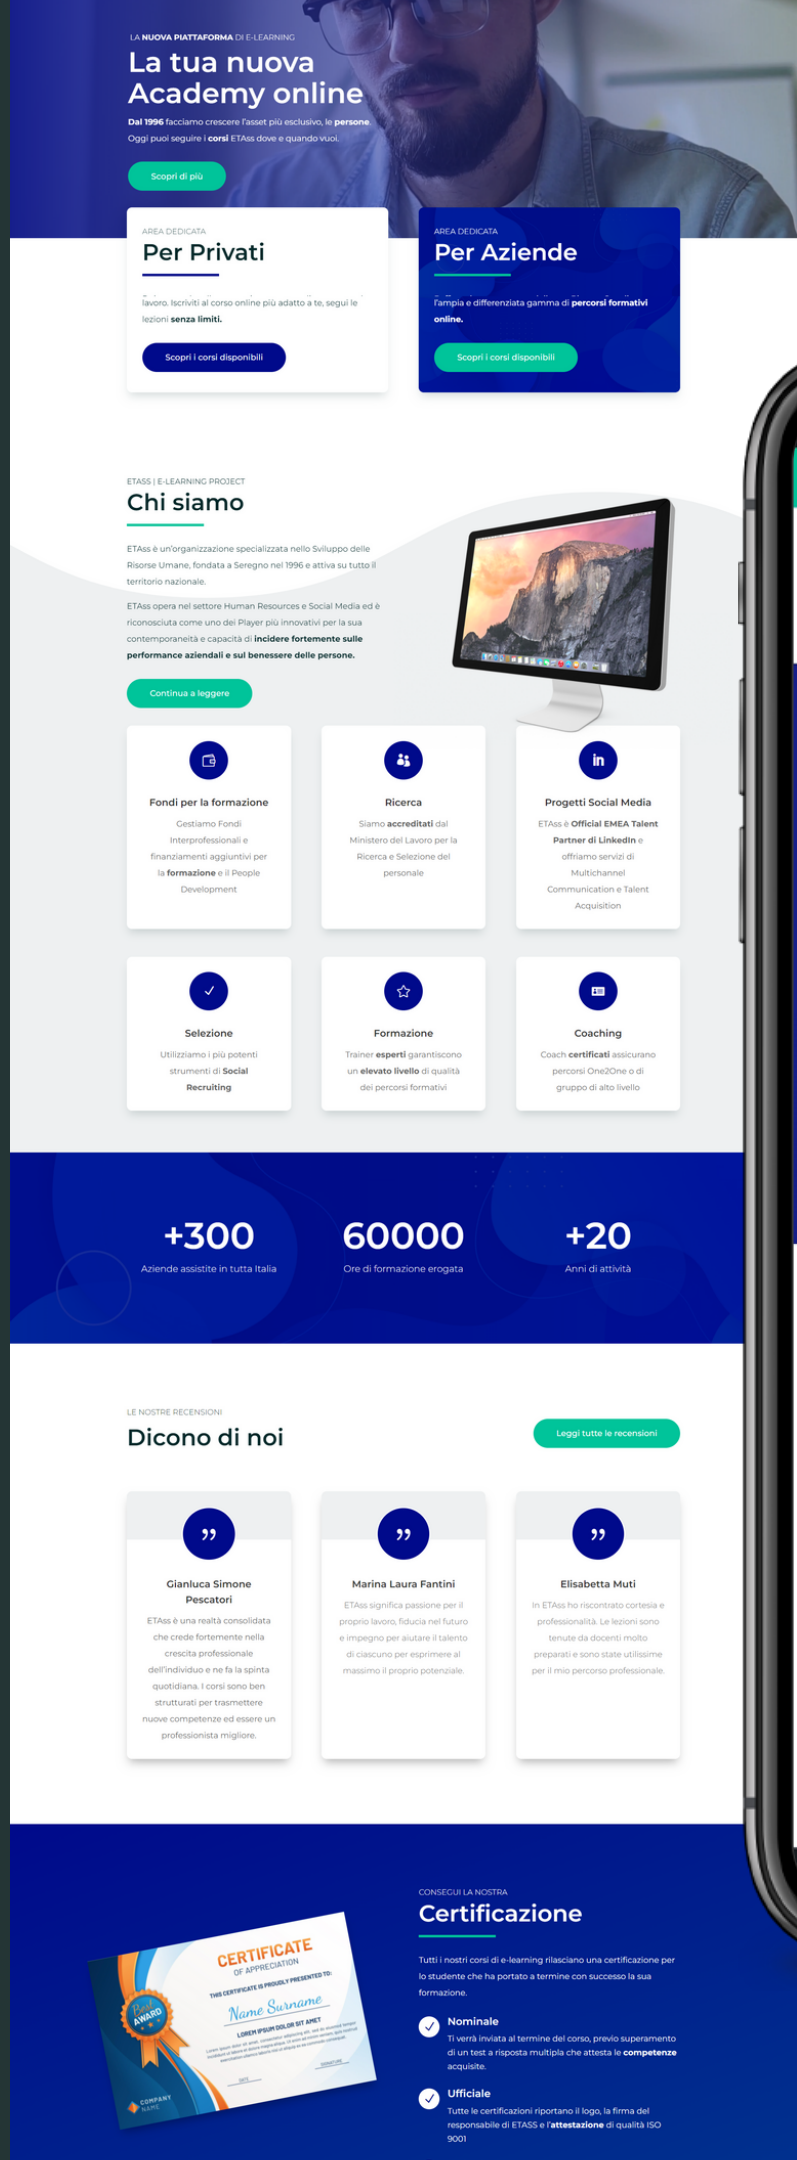 LA NUOVA PIATTAFORMA DI E-LEARNING
La tua nuova
Academy online
Dal 1996 facciamo crescere l'asset più esclusivo, le persone.
Oggi puoi seguire i corsi ETAss dove e quando vuoi.
Scopri di più
AREA DEDICATA
Per Privati
lavoro. Iscriviti al corso online più adatto a te, segui le
lezioni senza limiti.
Scopri i corsi disponibili
AREA DEDICATA
Per Aziende
l'ampia e differenziata gamma di percorsi formativi
online.
Scopri i corsi disponibili
ETASS | E-LEARNING PROJECT
Chi siamo
ETAss è un'organizzazione specializzata nello Sviluppo delle
Risorse Umane, fondata a Seregno nel 1996 e attiva su tutto il
territorio nazionale.
ETAss opera nel settore Human Resources e Social Media ed è
riconosciuta come uno dei Player più innovativi per la sua
contemporaneità e capacità di incidere fortemente sulle
performance aziendali e sul benessere delle persone.
Continua a leggere
Fondi per la formazione
Gestiamo Fondi
Interprofessionali e
finanziamenti aggiuntivi per
la formazione e il People
Development
Ricerca
Siamo accreditati dal
Ministero del Lavoro per la
Ricerca e Selezione del
personale
in
Progetti Social Media
ETAss è Official EMEA Talent
Partner di LinkedIn e
offriamo servizi di
Multichannel
Communication e Talent
Acquisition
Selezione
Utilizziamo i più potenti
strumenti di Social
Recruiting
Formazione
Trainer esperti garantiscono
un elevato livello di qualità
dei percorsi formativi
Coaching
Coach certificati assicurano
percorsi One2One o di
gruppo di alto livello
+300
Aziende assistite in tutta Italia
60000
Ore di formazione erogata
+20
Anni di attività
LE NOSTRE RECENSIONI
Dicono di noi
Leggi tutte le recensioni
Gianluca Simone
Pescatori
ETAss è una realtà consolidata
che crede fortemente nella
crescita professionale
dell'individuo e ne fa la spinta
quotidiana. I corsi sono ben
strutturati per trasmettere
nuove competenze ed essere un
professionista migliore.
Marina Laura Fantini
ETAss significa passione per il
proprio lavoro, fiducia nel futuro
e impegno per aiutare il talento
di ciascuno per esprimere al
massimo il proprio potenziale.
Elisabetta Muti
In ETAss ho riscontrato cortesia e
professionalità. Le lezioni sono
tenute da docenti molto
preparati e sono state utilissime
per il mio percorso professionale.
CERTIFICATE
OF APPRECIATION
THIS CERTIFICATE IS PROUDLY PRESENTED TO:
Name Surname
LOREM IPSUM DOLOR SIT AMET
Best
AWARD
DATE
SIGNATURE
COMPANY
NAME
CONSEGUI LA NOSTRA
Certificazione
Tutti i nostri corsi di e-learning rilasciano una certificazione per
lo studente che ha portato a termine con successo la sua
formazione.
Nominale
Ti verrà inviata al termine del corso, previo superamento
di un test a risposta multipla che attesta le competenze
acquisite.
Ufficiale
Tutte le certificazioni riportano il logo, la firma del
responsabile di ETASS e l'attestazione di qualità ISO
9001